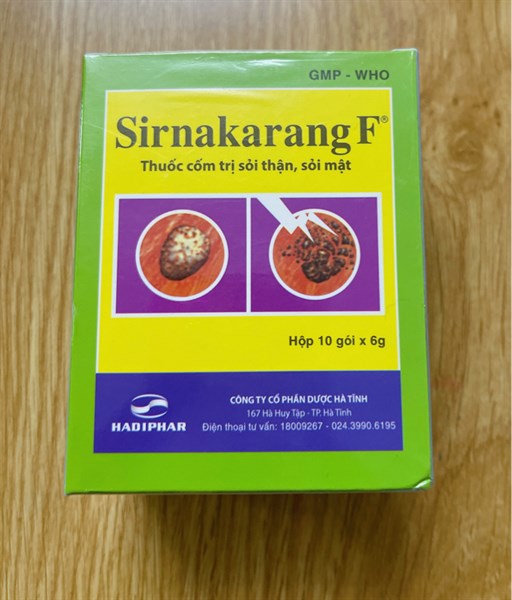 GMP - WHO
Sirnakarang F®
Thuốc cốm trị sỏi thận, sỏi mật
Hộp 10 gói x 6g
HADIPHAR
CÔNG TY CỔ PHẦN DƯỢC HÀ TĨNH
167 Hà Huy Tập - TP. Hà Tĩnh
Điện thoại tư vấn: 18009267 - 024.3990.6195